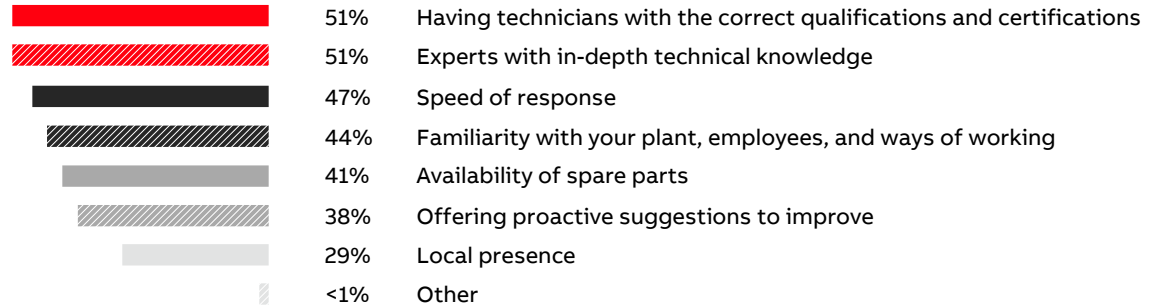 51% Having technicians with the correct qualifications and certifications
51% Experts with in-depth technical knowledge
47% Speed of response
44% Familiarity with your plant, employees, and ways of working
41% Availability of spare parts
38% Offering proactive suggestions to improve
29% Local presence
<1% Other